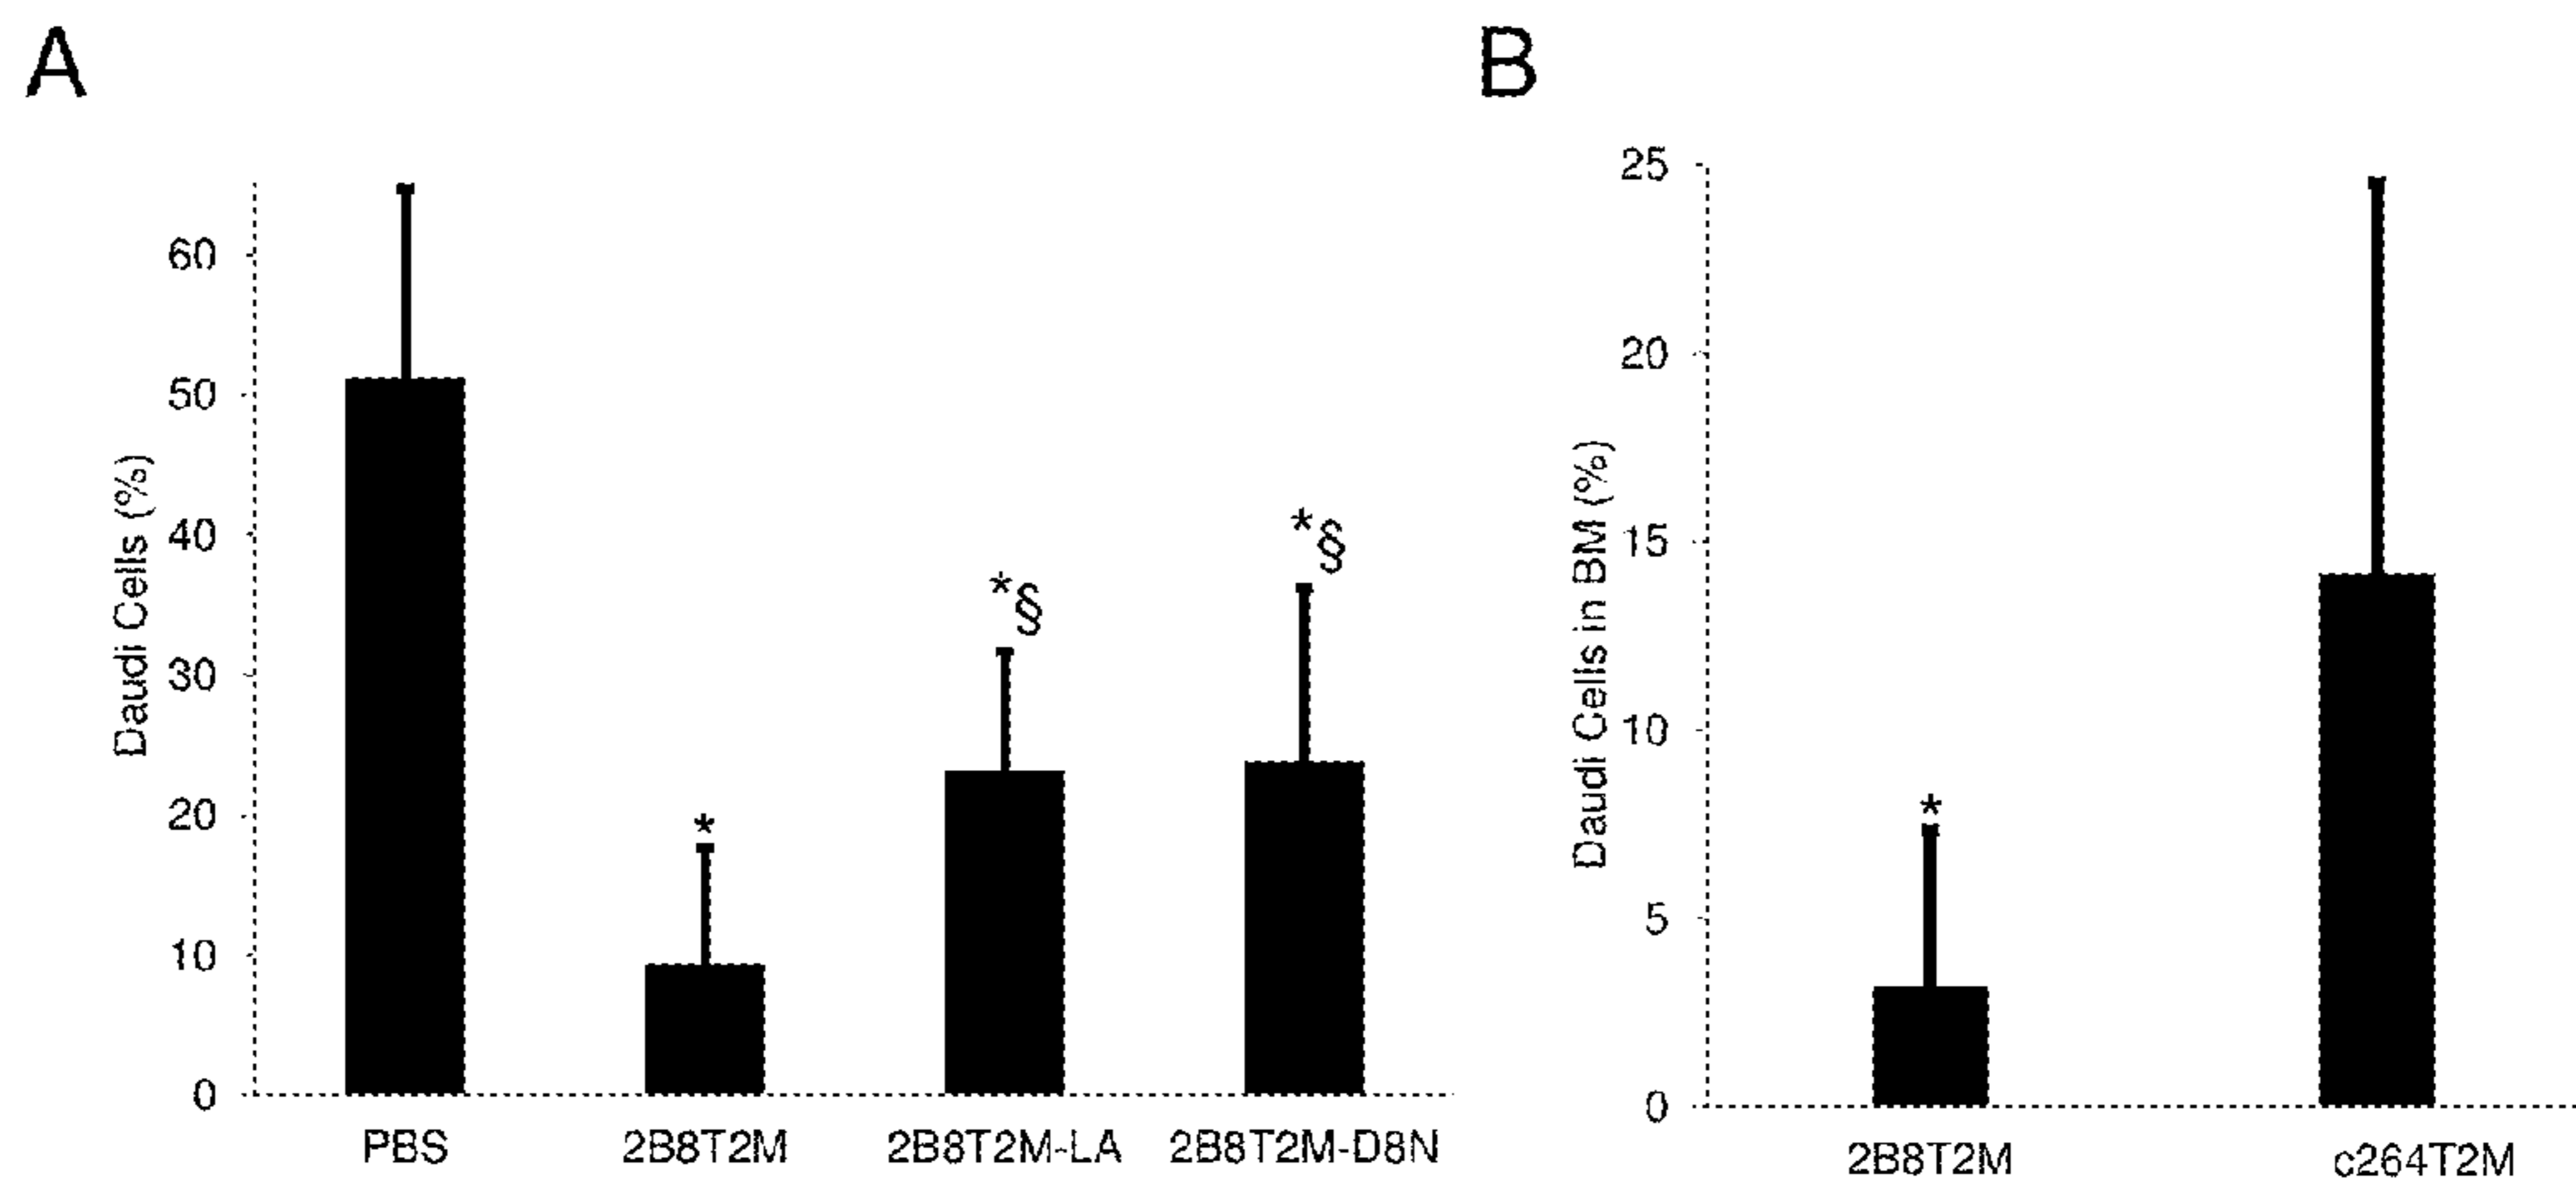 A
Daudi Cells (%)
60
50
40
30
20
10
0
*
*§
*§
PBS 2B8T2M 2B8T2M-LA 2B8T2M-D8N
B
Daudi Cells in BM (%)
25
20
15
10
5
0
*
2B8T2M c264T2M